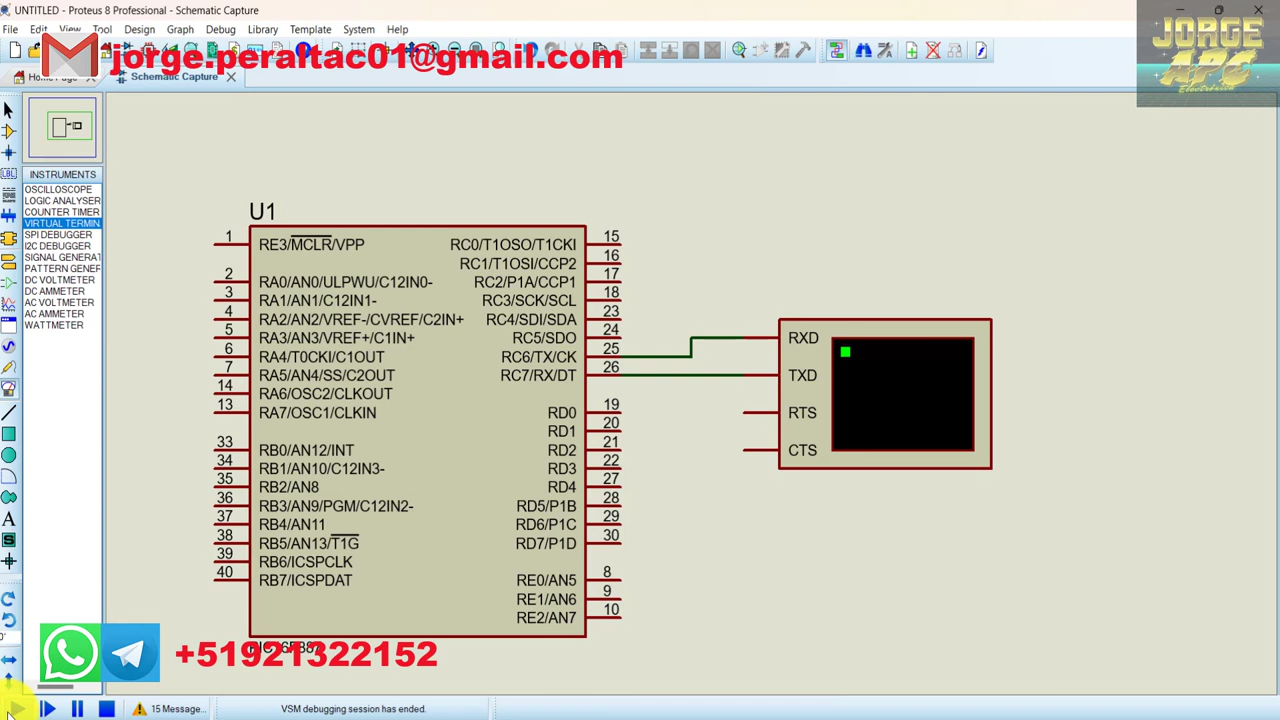 UNTITLED - Proteus 8 Professional - Schematic Capture
File Edit View Tool Design Graph Debug Library Template System Help
jorge.peraltac01@gmail.com
JORGE
APC
Electrónica
Home Page
Schematic Capture
INSTRUMENTS
OSCILLOSCOPE
LOGIC ANALYSER
COUNTER TIMER
VIRTUAL TERMIN
SPI DEBUGGER
I2C DEBUGGER
SIGNAL GENERAT
PATTERN GENEF
DC VOLTMETER
DC AMMETER
AC VOLTMETER
AC AMMETER
WATTMETER
LBL
U1
1 RE3/MCLR/VPP
2 RA0/AN0/ULPWU/C12IN0-
3 RA1/AN1/C12IN1-
4 RA2/AN2/VREF-/CVREF/C2IN+
5 RA3/AN3/VREF+/C1IN+
6 RA4/T0CKI/C1OUT
7 RA5/AN4/SS/C2OUT
14 RA6/OSC2/CLKOUT
13 RA7/OSC1/CLKIN
33 RB0/AN12/INT
34 RB1/AN10/C12IN3-
35 RB2/AN8
36 RB3/AN9/PGM/C12IN2-
37 RB4/AN11
38 RB5/AN13/T1G
39 RB6/ICSPCLK
40 RB7/ICSPDAT
RC0/T1OSO/T1CKI 15
RC1/T1OSI/CCP2 16
RC2/P1A/CCP1 17
RC3/SCK/SCL 18
RC4/SDI/SDA 23
RC5/SDO 24
RC6/TX/CK 25
RC7/RX/DT 26
RD0 19
RD1 20
RD2 21
RD3 22
RD4 27
RD5/P1B 28
RD6/P1C 29
RD7/P1D 30
RE0/AN5 8
RE1/AN6 9
RE2/AN7 10
RXD
TXD
RTS
CTS
+51921322152
15 Message...
VSM debugging session has ended.